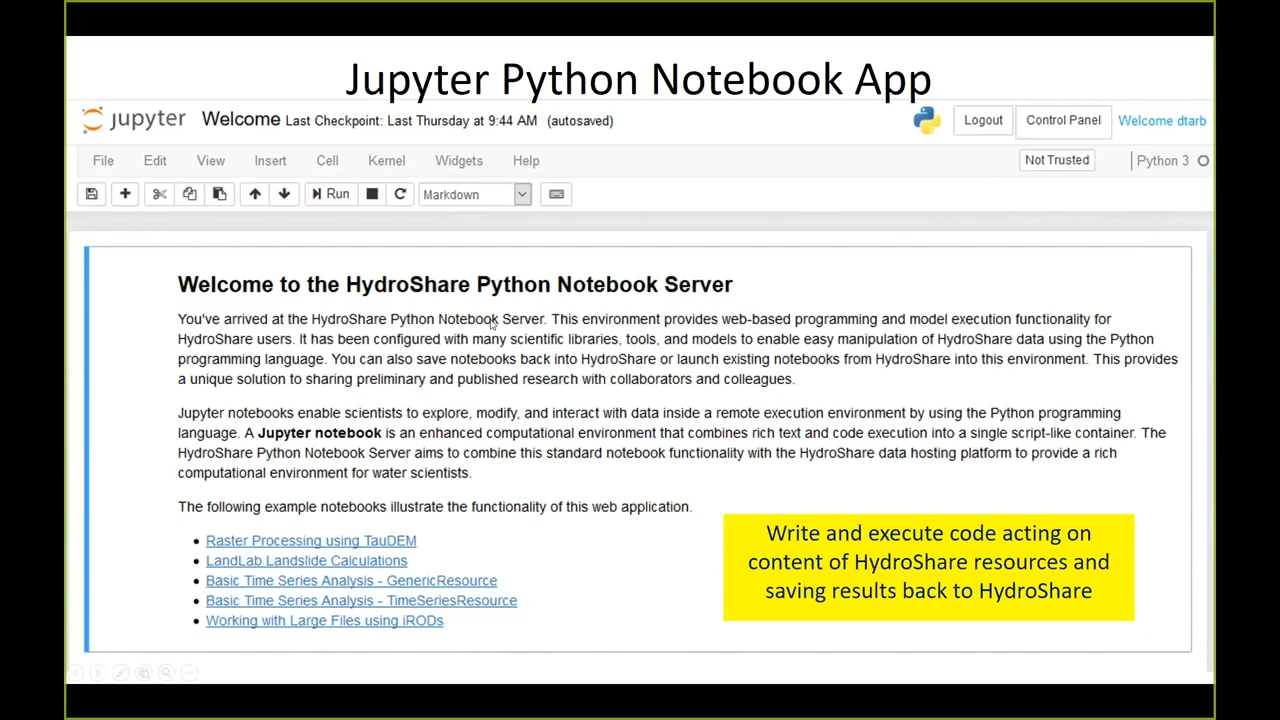 Jupyter Python Notebook App
jupyter Welcome Last Checkpoint: Last Thursday at 9:44 AM (autosaved) Logout Control Panel Welcome dtarb
File Edit View Insert Cell Kernel Widgets Help Not Trusted Python 3
Run Markdown
Welcome to the HydroShare Python Notebook Server
You've arrived at the HydroShare Python Notebook Server. This environment provides web-based programming and model execution functionality for
HydroShare users. It has been configured with many scientific libraries, tools, and models to enable easy manipulation of HydroShare data using the Python
programming language. You can also save notebooks back into HydroShare or launch existing notebooks from HydroShare into this environment. This provides
a unique solution to sharing preliminary and published research with collaborators and colleagues.
Jupyter notebooks enable scientists to explore, modify, and interact with data inside a remote execution environment by using the Python programming
language. A Jupyter notebook is an enhanced computational environment that combines rich text and code execution into a single script-like container. The
HydroShare Python Notebook Server aims to combine this standard notebook functionality with the HydroShare data hosting platform to provide a rich
computational environment for water scientists.
The following example notebooks illustrate the functionality of this web application.
Raster Processing using TauDEM
LandLab Landslide Calculations
Basic Time Series Analysis - GenericResource
Basic Time Series Analysis - TimeSeriesResource
Working with Large Files using iRODs
Write and execute code acting on
content of HydroShare resources and
saving results back to HydroShare